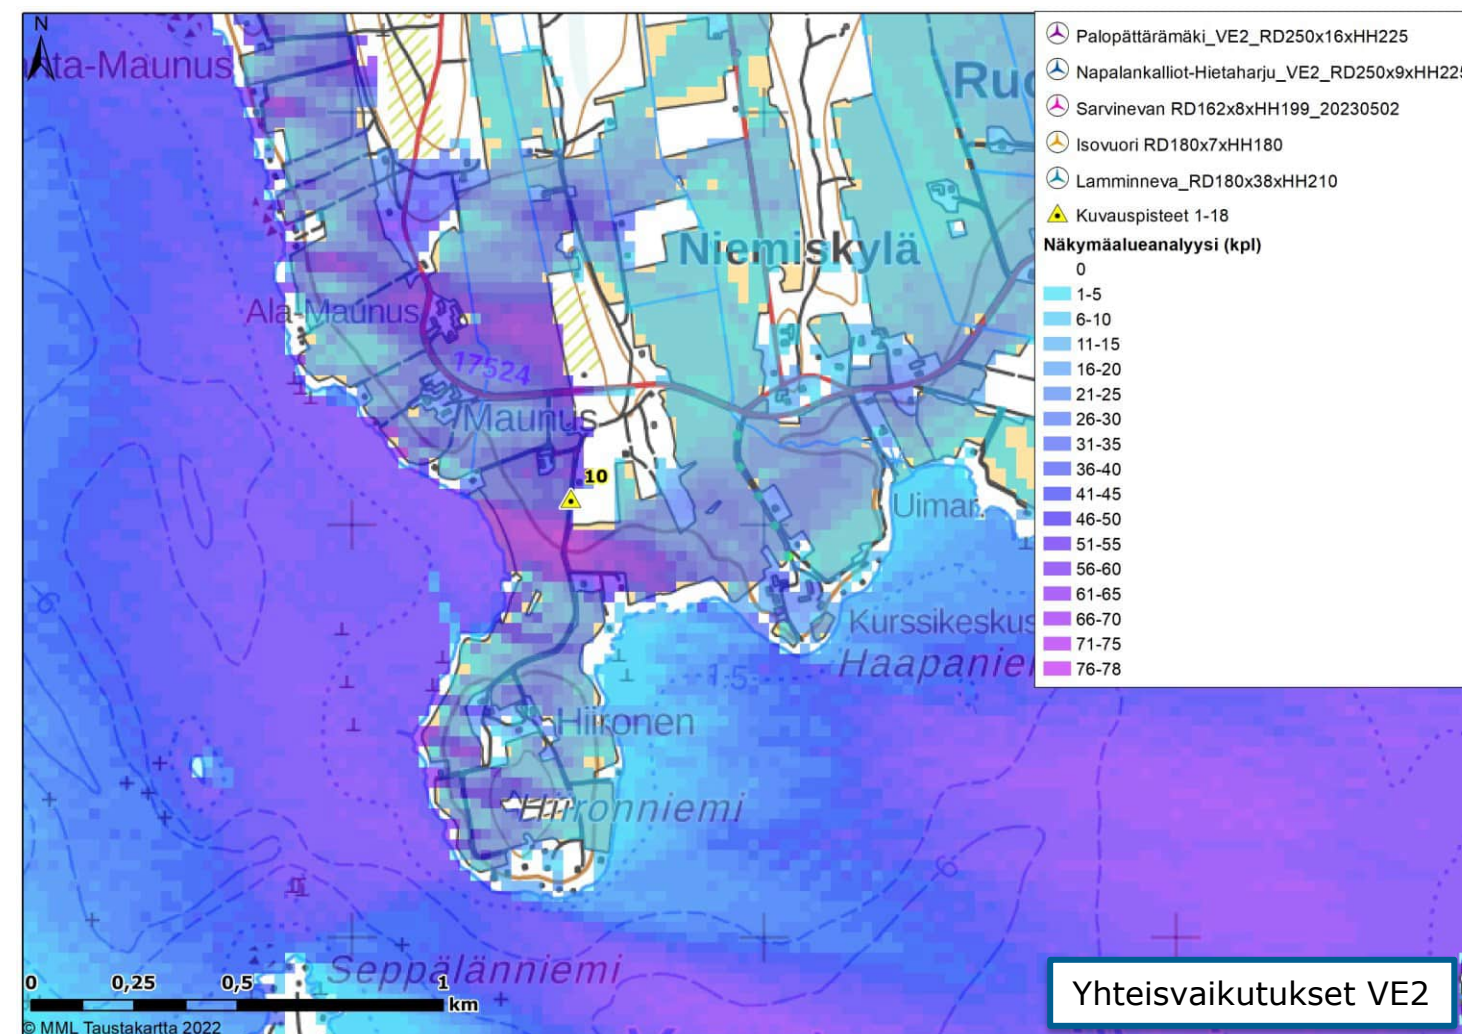 N
Ala-Maunus
17524
Maunus
10
Niemiskylä
Ruo
Uimar.
Kurssikeskus
Haapanie
1.5
Hiironen
Hiironniemi
6
6
Seppälänniemi
0 0,25 0,5 1
km
© MML Taustakartta 2022
Palopättärämäki_VE2_RD250x16xHH225
Napalankalliot-Hietaharju_VE2_RD250x9xHH225
Sarvinevan RD162x8xHH199_20230502
Isovuori RD180x7xHH180
Lamminneva_RD180x38xHH210
Kuvauspisteet 1-18
Näkymäalueanalyysi (kpl)
0
1-5
6-10
11-15
16-20
21-25
26-30
31-35
36-40
41-45
46-50
51-55
56-60
61-65
66-70
71-75
76-78
Yhteisvaikutukset VE2